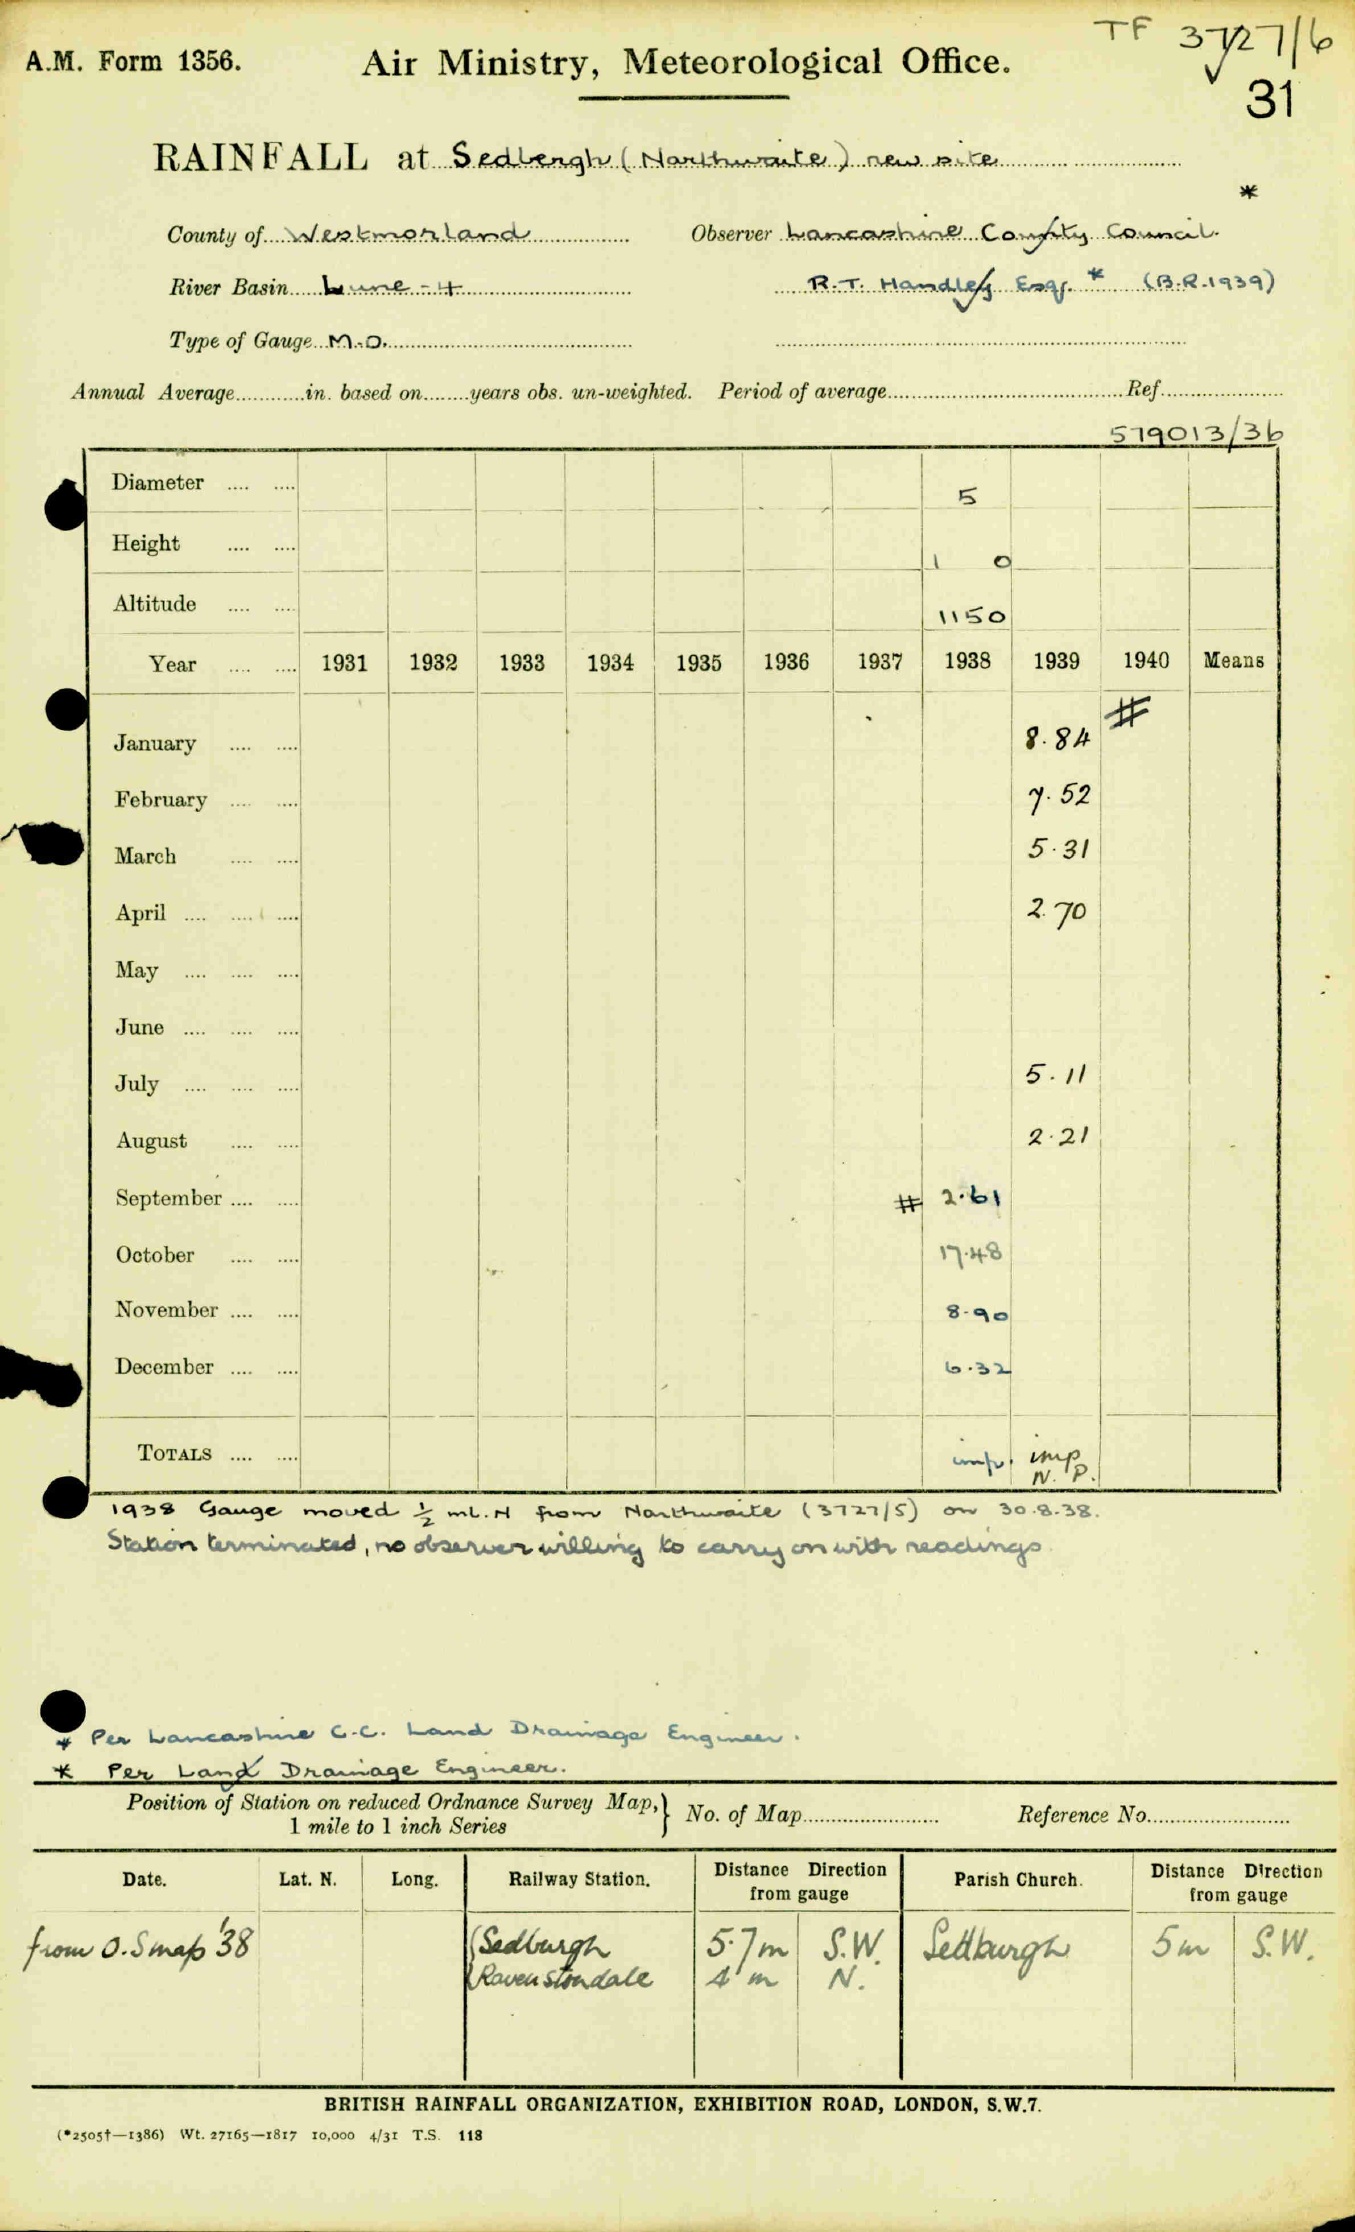 TF 3727/6
A.M. Form 1356.
Air Ministry, Meteorological Office.
31
RAINFALL at Sedbergh (Narthwaite) new site
*
County of Westmorland Observer Lancashire County Council.
River Basin Lune - 4 R.T. Handley Esq. * (B.R. 1939)
Type of Gauge M.O.
Annual Average............in. based on........years obs. un-weighted. Period of average.................... Ref....................
579013/36
Diameter .... .... 5
Height .... .... 1 0
Altitude .... .... 1150
Year .... .... 1931 1932 1933 1934 1935 1936 1937 1938 1939 1940 Means
#
January .... .... 8.84
February .... .... 7.52
March .... .... 5.31
April .... .... .... 2.70
May .... .... ....
June .... .... ....
July .... .... .... 5.11
August .... .... 2.21
September .... .... # 2.61
October .... .... 17.48
November .... .... 8.90
December .... .... 6.32
TOTALS .... .... imp. imp
N. P.
1938 Gauge moved ½ ml. N from Narthwaite (3727/5) on 30.8.38.
Station terminated, no observer willing to carry on with readings
* Per Lancashire C.C. Land Drainage Engineer.
* Per Land Drainage Engineer.
Position of Station on reduced Ordnance Survey Map,} No. of Map.................... Reference No....................
1 mile to 1 inch Series
Date. Lat. N. Long. Railway Station. Distance Direction Parish Church. Distance Direction
from gauge from gauge
from O.S map '38 Sedburgh 5.7m S.W. Sedburgh 5m S.W.
Ravenstondale 4 m N.
BRITISH RAINFALL ORGANIZATION, EXHIBITION ROAD, LONDON, S.W.7.
(*2505†—1386) Wt. 27165—1817 10,000 4/31 T.S. 118